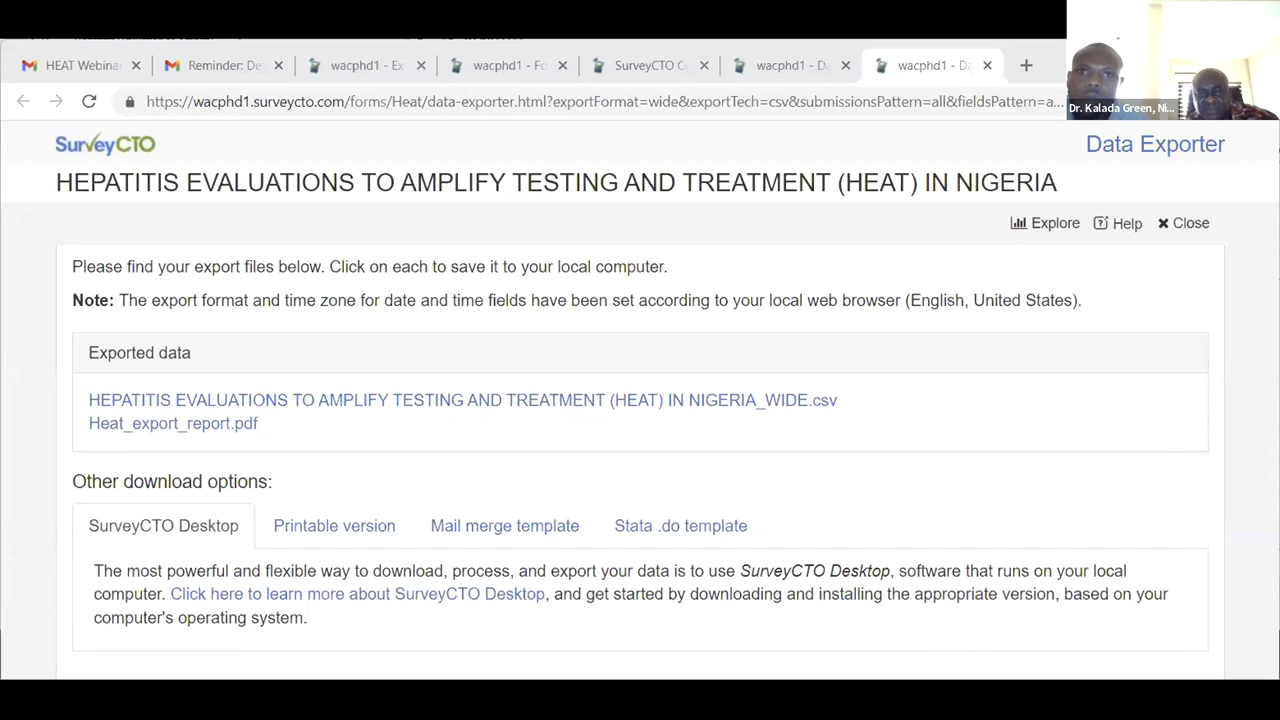 HEAT Webina
Reminder: De
wacphd1 - Ex
wacphd1 - Fo
SurveyCTO
wacphd1 - Da
wacphd1 - Da
https://wacphd1.surveycto.com/forms/Heat/data-exporter.html?exportFormat=wide&exportTech=csv&submissionsPattern=all&fieldsPattern=a...
Dr. Kalada Green, Ni...
SurveyCTO
Data Exporter
HEPATITIS EVALUATIONS TO AMPLIFY TESTING AND TREATMENT (HEAT) IN NIGERIA
Explore Help Close
Please find your export files below. Click on each to save it to your local computer.
Note: The export format and time zone for date and time fields have been set according to your local web browser (English, United States).
Exported data
HEPATITIS EVALUATIONS TO AMPLIFY TESTING AND TREATMENT (HEAT) IN NIGERIA_WIDE.csv
Heat_export_report.pdf
Other download options:
SurveyCTO Desktop Printable version Mail merge template Stata .do template
The most powerful and flexible way to download, process, and export your data is to use SurveyCTO Desktop, software that runs on your local
computer. Click here to learn more about SurveyCTO Desktop, and get started by downloading and installing the appropriate version, based on your
computer's operating system.